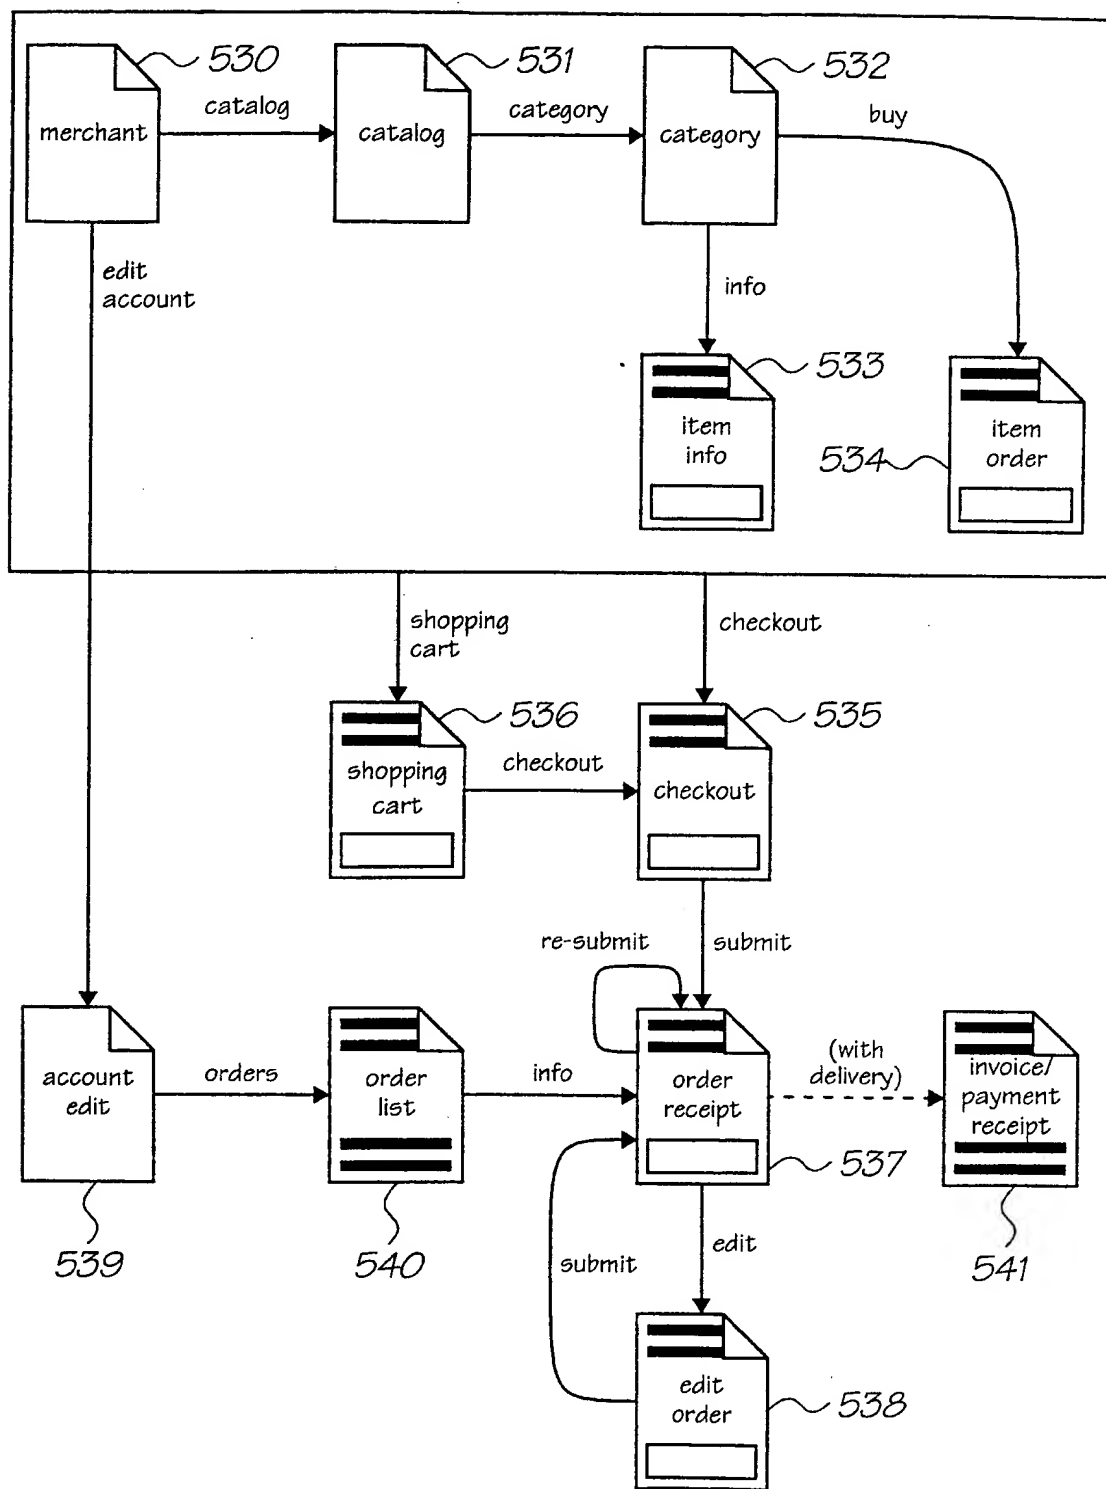 530
531
532
catalog
category
buy
merchant
catalog
category
edit
account
info
533
item
info
item
order
534
shopping
cart
checkout
536
535
checkout
shopping
cart
checkout
re-submit
submit
account
edit
orders
order
list
info
order
receipt
(with
delivery)
invoice/
payment
receipt
537
539
540
submit
edit
541
edit
order
538